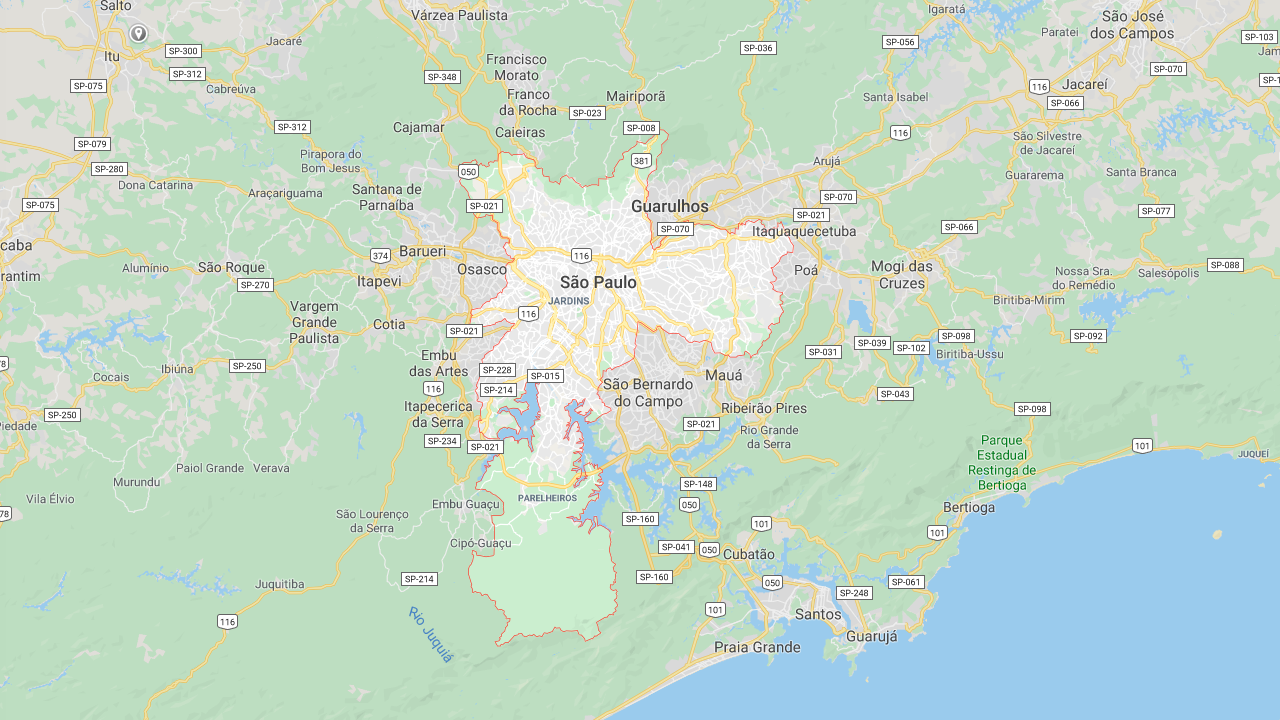 Salto
Várzea Paulista
Igaratá
São José
dos Campos
Paratei
SP-103
SP-036
SP-056
Itu
SP-300
Jacaré
Francisco
Morato
SP-070
SP-312
SP-348
SP-075
Cabreúva
Franco
da Rocha
Mairiporã
Santa Isabel
116
Jacareí
SP-066
SP-023
SP-312
Cajamar
Caieiras
SP-008
116
São Silvestre
de Jacarei
SP-079
Pirapora do
Bom Jesus
381
Arujá
SP-280
050
Guararema
Santa Branca
Dona Catarina
Araçariguama
Santana de
Parnaíba
SP-070
SP-075
SP-021
Guarulhos
SP-021
SP-077
SP-070
Itaquaquecetuba
SP-066
Barueri
374
116
Alumínio
São Roque
Osasco
Poá
Mogi das
Cruzes
Nossa Sra.
do Remédio
SP-088
Salesópolis
SP-270
Itapevi
São Paulo
JARDINS
Biritiba-Mirim
Vargem
Grande
Paulista
Cotia
116
SP-021
SP-039
SP-098
SP-092
SP-102
SP-031
Biritiba-Ussu
Embu
das Artes
SP-228
SP-015
SP-250
Ibiúna
Cocais
116
SP-214
São Bernardo
do Campo
Mauá
SP-043
SP-250
Itapecerica
da Serra
Ribeirão Pires
SP-098
SP-021
Rio Grande
da Serra
SP-234
SP-021
Parque
Estadual
Restinga de
Bertioga
101
JUQUEÍ
Paiol Grande
Verava
Murundu
SP-148
Vila Élvio
PARELHEIROS
Embu Guaçu
050
Bertioga
São Lourenço
da Serra
SP-160
101
101
Cipó-Guaçu
SP-041
050
Cubatão
SP-214
SP-160
050
SP-061
Juquitiba
SP-248
116
Rio Juquiá
101
Santos
Guarujá
Praia Grande